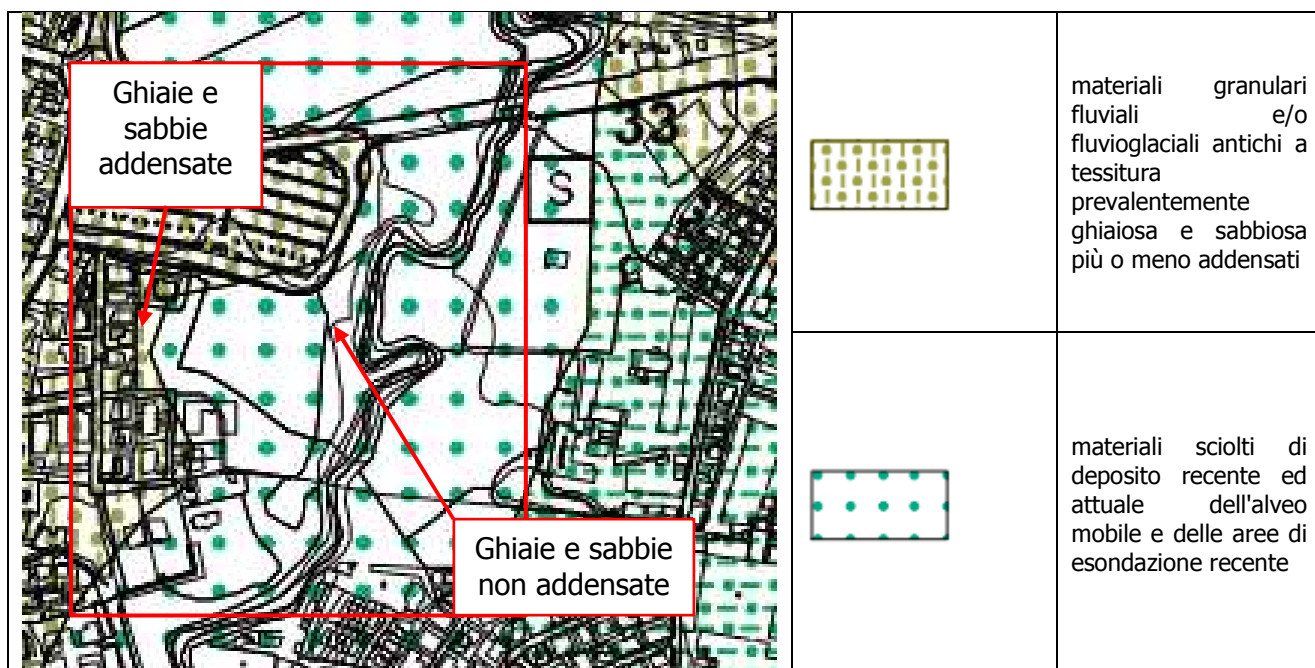 Ghiaie e
sabbie
addensate
33
S
Ghiaie e sabbie
non addensate
materiali granulari
fluviali e/o
fluvioglaciali antichi a
tessitura
prevalentemente
ghiaiosa e sabbiosa
più o meno addensati
materiali sciolti di
deposito recente ed
attuale dell'alveo
mobile e delle aree di
esondazione recente